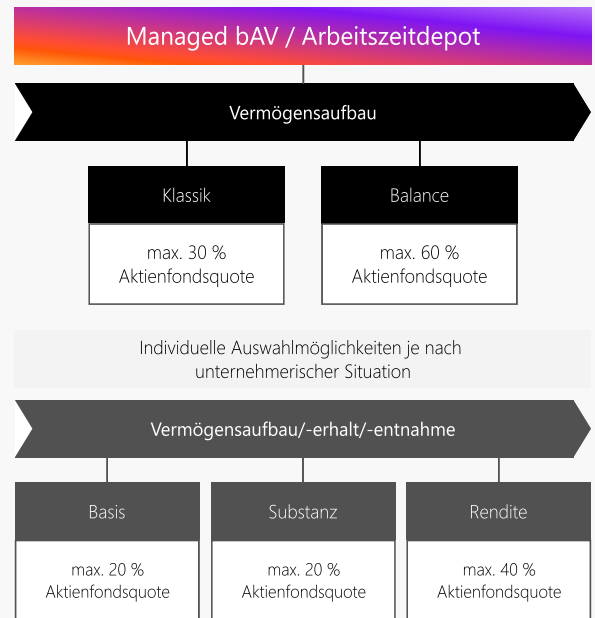 Managed bAV / Arbeitszeitdepot
Vermögensaufbau
Klassik
Balance
max. 30 %
Aktienfondsquote
max. 60 %
Aktienfondsquote
Individuelle Auswahlmöglichkeiten je nach
unternehmerischer Situation
Vermögensaufbau/-erhalt/-entnahme
Basis
Substanz
Rendite
max. 20 %
Aktienfondsquote
max. 20 %
Aktienfondsquote
max. 40 %
Aktienfondsquote